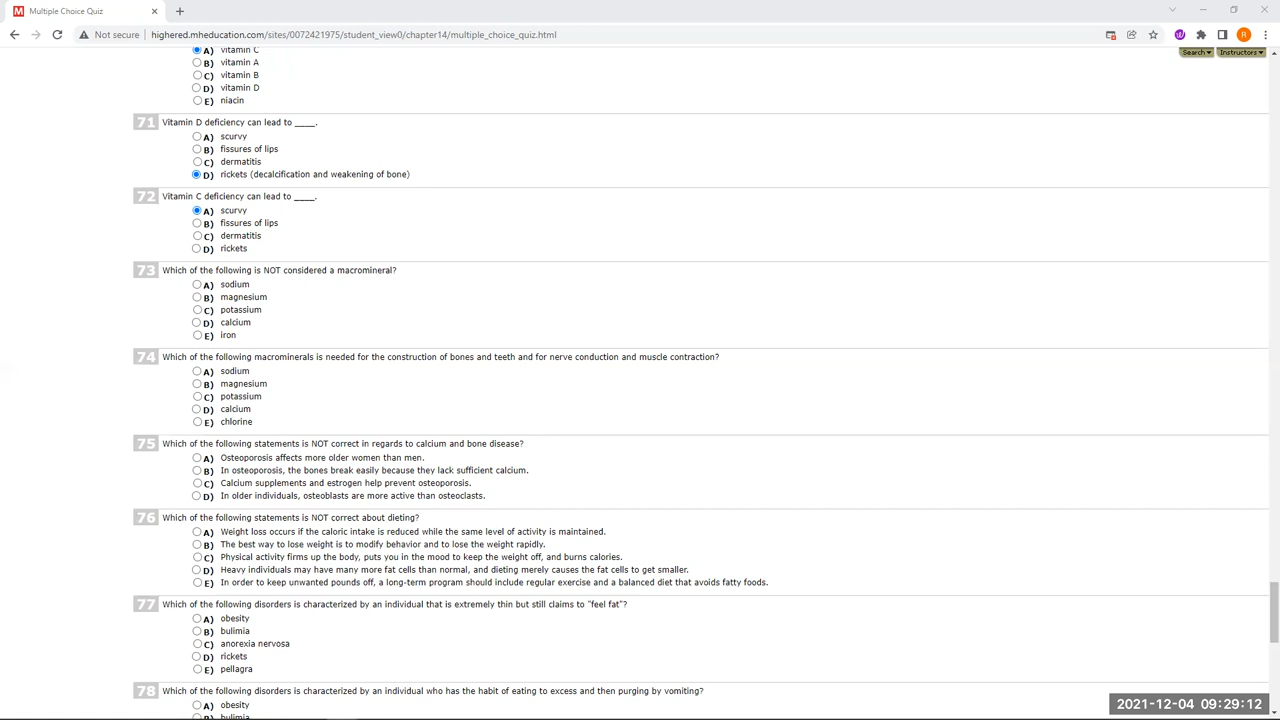 Multiple Choice Quiz
Not secure highered.mheducation.com/sites/0072421975/student_view0/chapter14/multiple_choice_quiz.html
Search Instructors
A) vitamin C
B) vitamin A
C) vitamin B
D) vitamin D
E) niacin
71 Vitamin D deficiency can lead to ____.
A) scurvy
B) fissures of lips
C) dermatitis
D) rickets (decalcification and weakening of bone)
72 Vitamin C deficiency can lead to ____.
A) scurvy
B) fissures of lips
C) dermatitis
D) rickets
73 Which of the following is NOT considered a macromineral?
A) sodium
B) magnesium
C) potassium
D) calcium
E) iron
74 Which of the following macrominerals is needed for the construction of bones and teeth and for nerve conduction and muscle contraction?
A) sodium
B) magnesium
C) potassium
D) calcium
E) chlorine
75 Which of the following statements is NOT correct in regards to calcium and bone disease?
A) Osteoporosis affects more older women than men.
B) In osteoporosis, the bones break easily because they lack sufficient calcium.
C) Calcium supplements and estrogen help prevent osteoporosis.
D) In older individuals, osteoblasts are more active than osteoclasts.
76 Which of the following statements is NOT correct about dieting?
A) Weight loss occurs if the caloric intake is reduced while the same level of activity is maintained.
B) The best way to lose weight is to modify behavior and to lose the weight rapidly.
C) Physical activity firms up the body, puts you in the mood to keep the weight off, and burns calories.
D) Heavy individuals may have many more fat cells than normal, and dieting merely causes the fat cells to get smaller.
E) In order to keep unwanted pounds off, a long-term program should include regular exercise and a balanced diet that avoids fatty foods.
77 Which of the following disorders is characterized by an individual that is extremely thin but still claims to "feel fat"?
A) obesity
B) bulimia
C) anorexia nervosa
D) rickets
E) pellagra
78 Which of the following disorders is characterized by an individual who has the habit of eating to excess and then purging by vomiting?
A) obesity
B) bulimia
2021-12-04 09:29:12